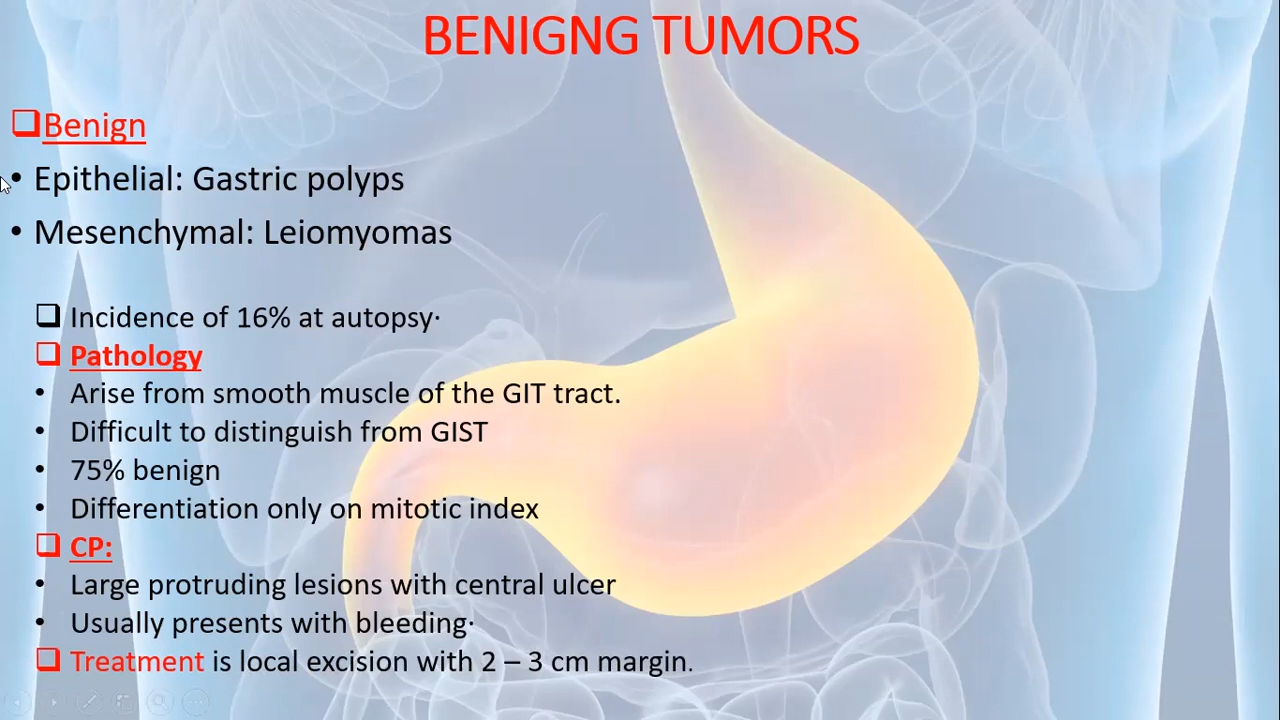 BENIGNG TUMORS
❑Benign
• Epithelial: Gastric polyps
• Mesenchymal: Leiomyomas
❑ Incidence of 16% at autopsy·
❑ Pathology
• Arise from smooth muscle of the GIT tract.
• Difficult to distinguish from GIST
• 75% benign
• Differentiation only on mitotic index
❑ CP:
• Large protruding lesions with central ulcer
• Usually presents with bleeding·
❑ Treatment is local excision with 2 – 3 cm margin.